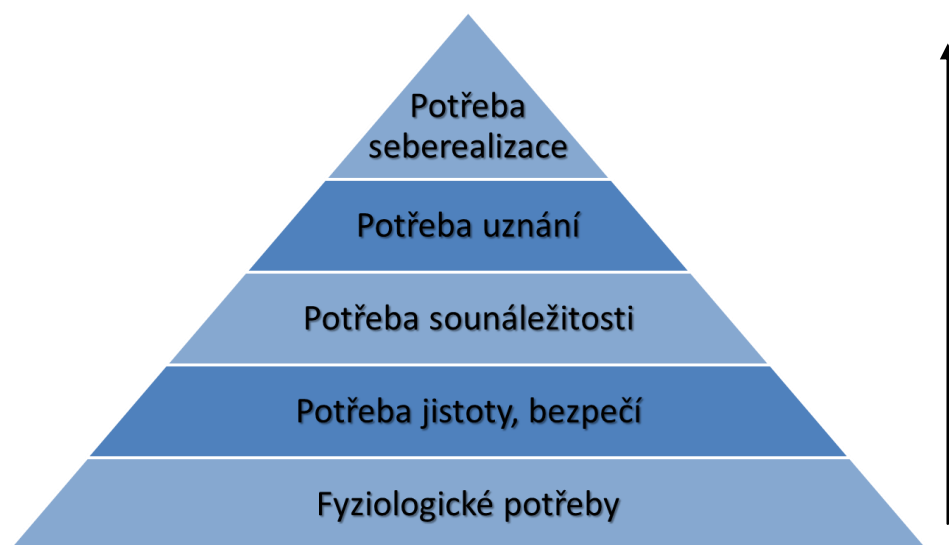 Potřeba
seberealizace
Potřeba uznání
Potřeba sounáležitosti
Potřeba jistoty, bezpečí
Fyziologické potřeby